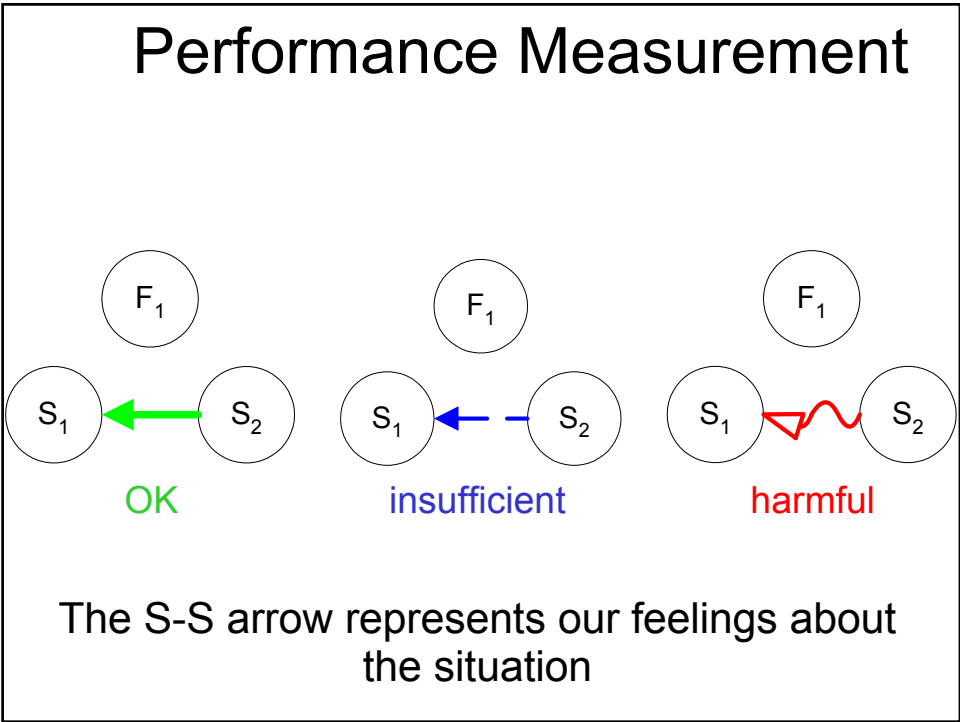 Performance Measurement
F₁ F₁ F₁
S₁ S₂ S₁ S₂ S₁ S₂
OK insufficient harmful
The S-S arrow represents our feelings about
the situation